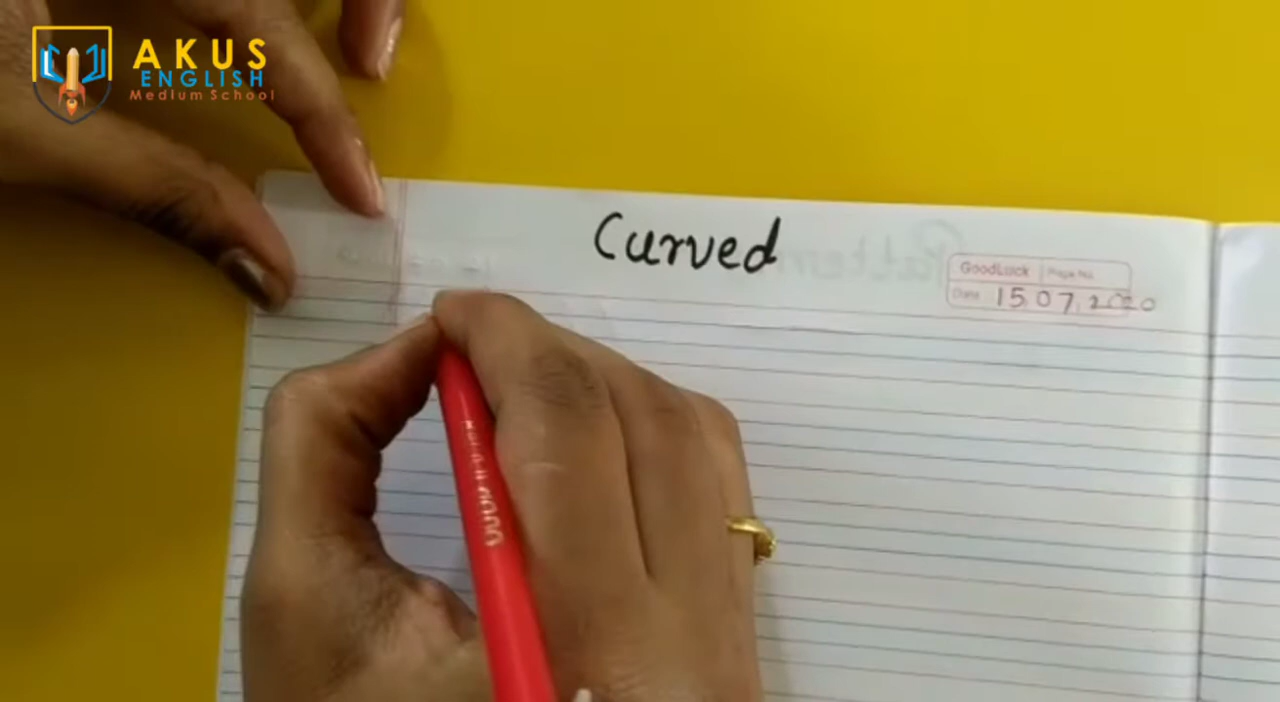 AKUS
ENGLISH
Medium School
Curved
GoodLuck Page No.
Date 15.07.2020